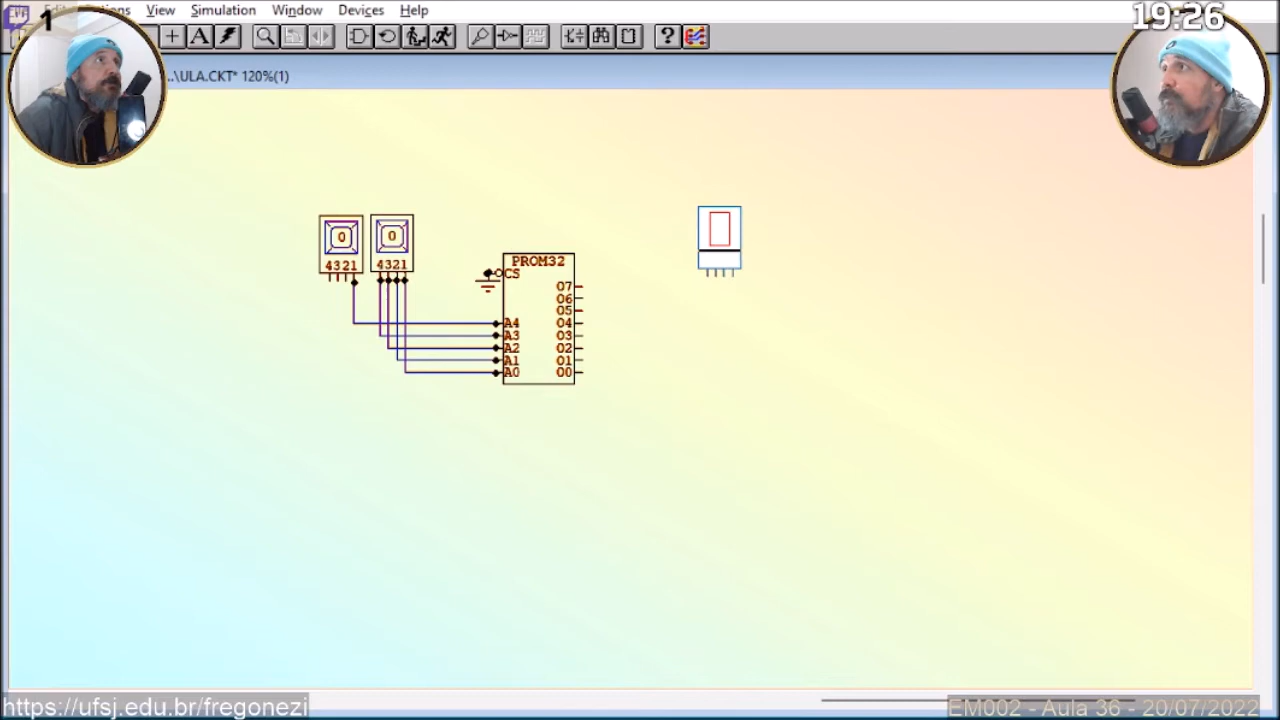 1
View Simulation Window Devices Help
19:26
A ?
..\ULA.CKT* 120%(1)
0 0
4321 4321
PROM32
CS
O7
O6
O5
A4 O4
A3 O3
A2 O2
A1 O1
A0 O0
https://ufsj.edu.br/fregonezi
EM002 - Aula 36 - 20/07/2022